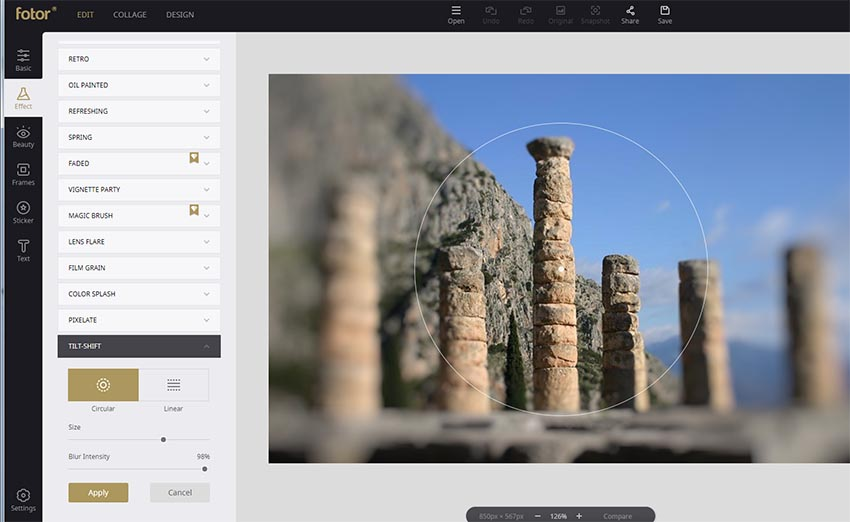 fotor®
EDIT COLLAGE DESIGN
Open Undo Redo Original Snapshot Share Save
Basic
Effect
Beauty
Frames
Sticker
Text
Settings
RETRO
OIL PAINTED
REFRESHING
SPRING
FADED
VIGNETTE PARTY
MAGIC BRUSH
LENS FLARE
FILM GRAIN
COLOR SPLASH
PIXELATE
TILT-SHIFT
Circular Linear
Size
Blur Intensity 98%
Apply Cancel
850px × 567px 126% Compare